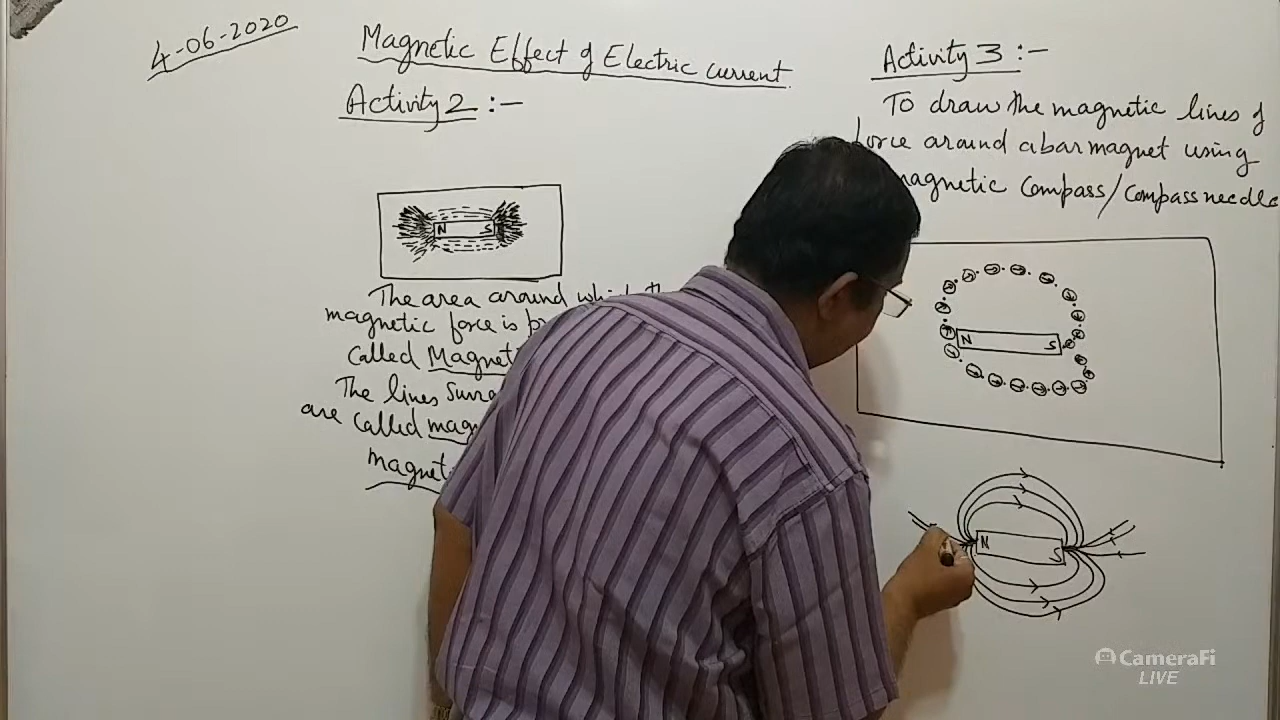 4-06-2020
Magnetic Effect of Electric current
Activity 2 :-
N S
The area around which
magnetic force is
called Magnet
The lines
are called mag
magnet
Activity 3 :-
To draw the magnetic lines of
force around a bar magnet using
magnetic Compass/Compass needle
N S
N S
CameraFi
LIVE